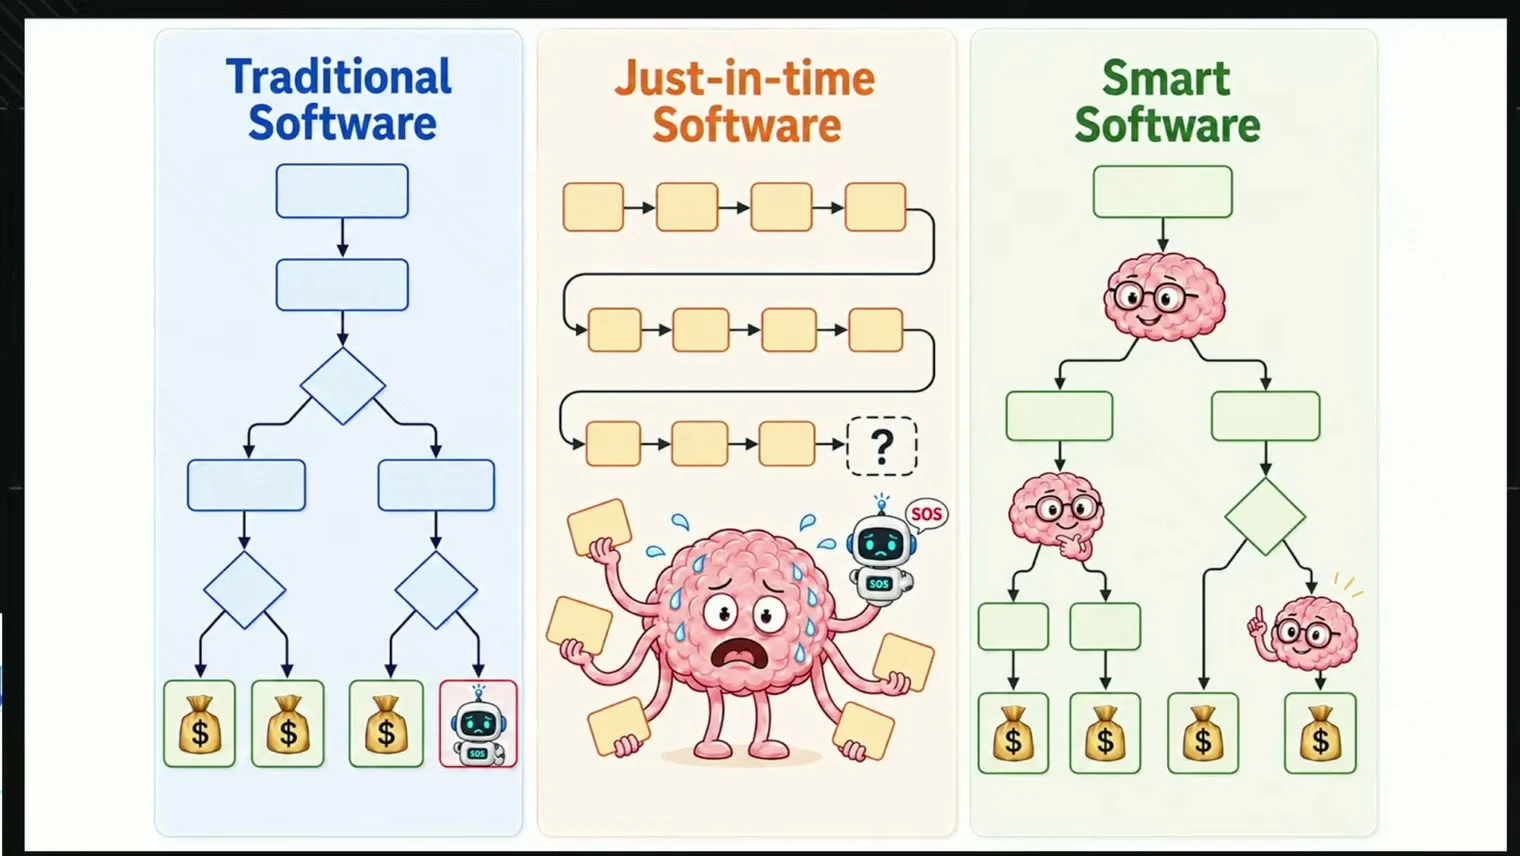 Traditional
Software
$
$
$
SOS
Just-in-time
Software
?
SOS
SOS
Smart
Software
$
$
$
$